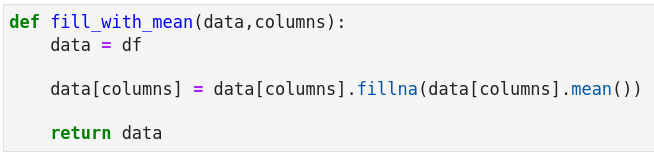 def fill_with_mean(data,columns):
    data = df
    data[columns] = data[columns].fillna(data[columns].mean())
    return data